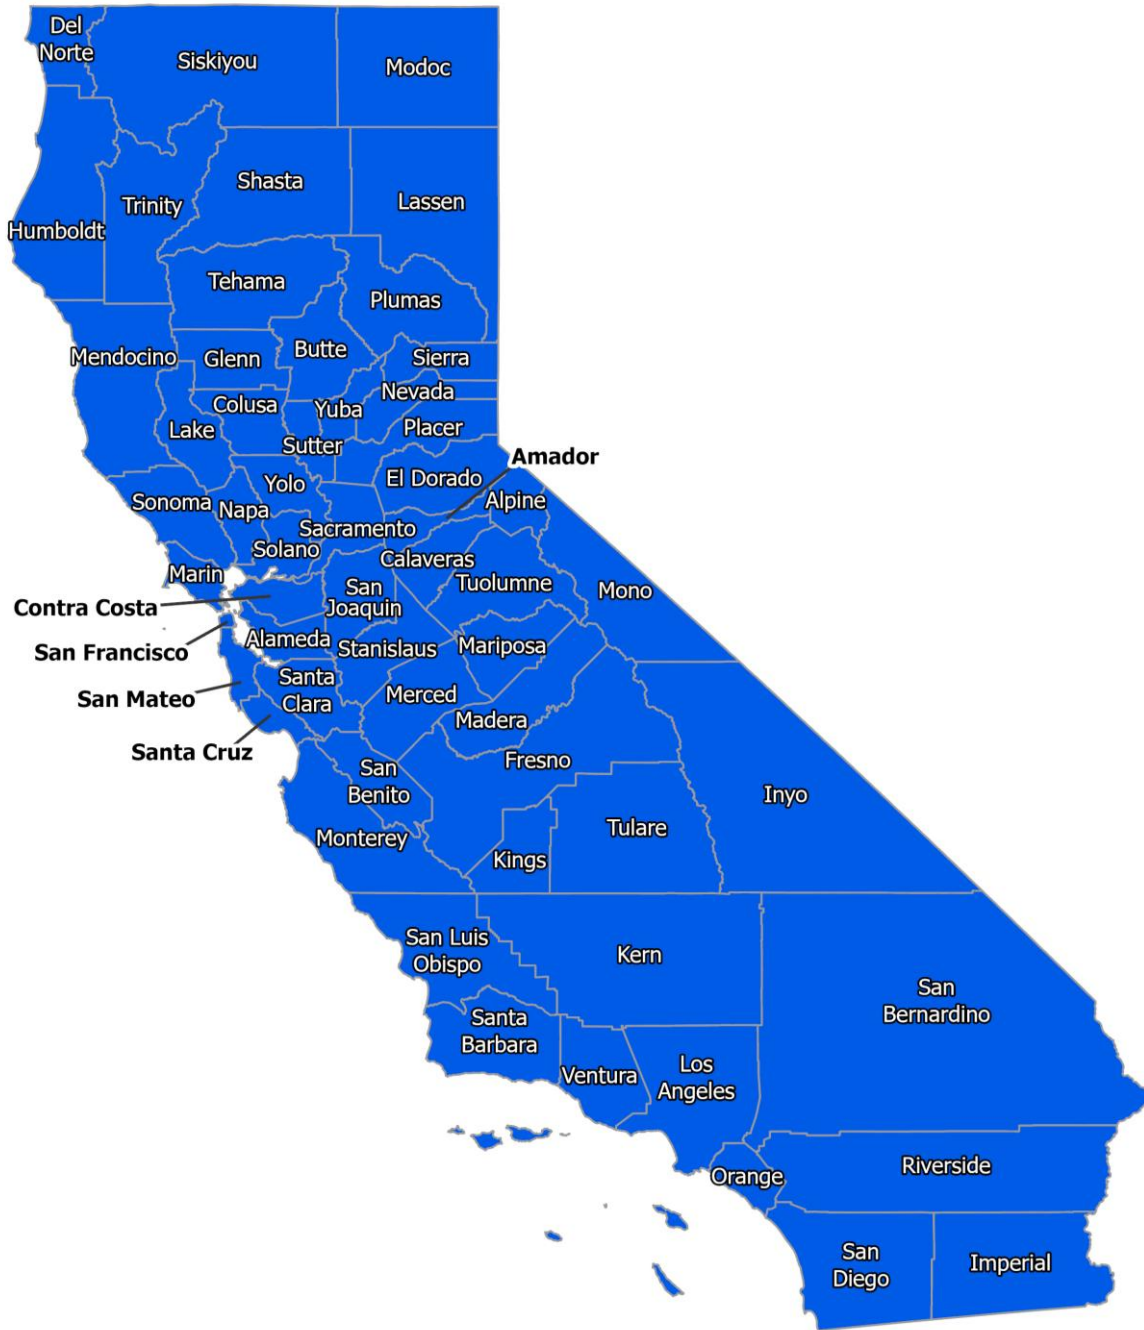 Del
Norte
Siskiyou
Modoc
Shasta
Lassen
Trinity
Humboldt
Tehama
Plumas
Mendocino
Glenn
Butte
Sierra
Nevada
Colusa
Yuba
Placer
Lake
Sutter
Amador
El Dorado
Yolo
Alpine
Sonoma
Napa
Sacramento
Solano
Calaveras
Marin
Tuolumne
Mono
San
Joaquin
Contra Costa
Alameda
San Francisco
Stanislaus
Mariposa
Santa
Clara
San Mateo
Merced
Madera
Santa Cruz
Fresno
San
Benito
Inyo
Tulare
Monterey
Kings
San Luis
Obispo
Kern
San
Bernardino
Santa
Barbara
Ventura
Los
Angeles
Orange
Riverside
San
Diego
Imperial